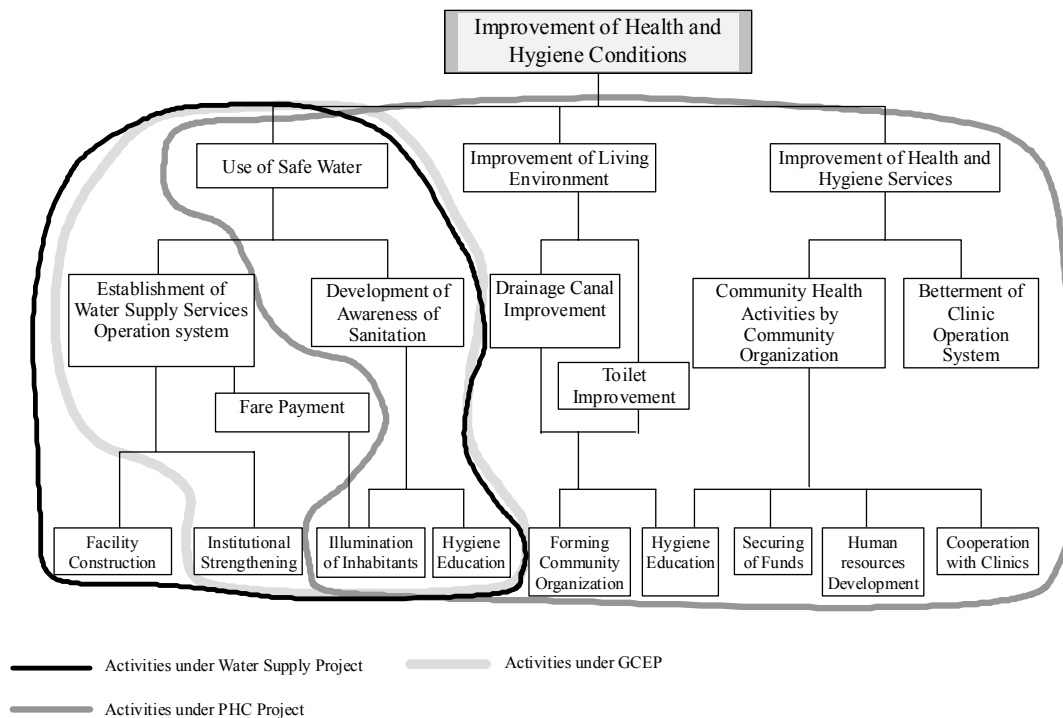 Improvement of Health and
Hygiene Conditions
Use of Safe Water
Improvement of Living
Environment
Improvement of Health and
Hygiene Services
Establishment of
Water Supply Services
Operation system
Development of
Awareness of
Sanitation
Drainage Canal
Improvement
Community Health
Activities by
Community
Organization
Betterment of
Clinic
Operation
System
Toilet
Improvement
Fare Payment
Facility
Construction
Institutional
Strengthening
Illumination
of Inhabitants
Hygiene
Education
Forming
Community
Organization
Hygiene
Education
Securing
of Funds
Human
resources
Development
Cooperation
with Clinics
Activities under Water Supply Project
Activities under GCEP
Activities under PHC Project